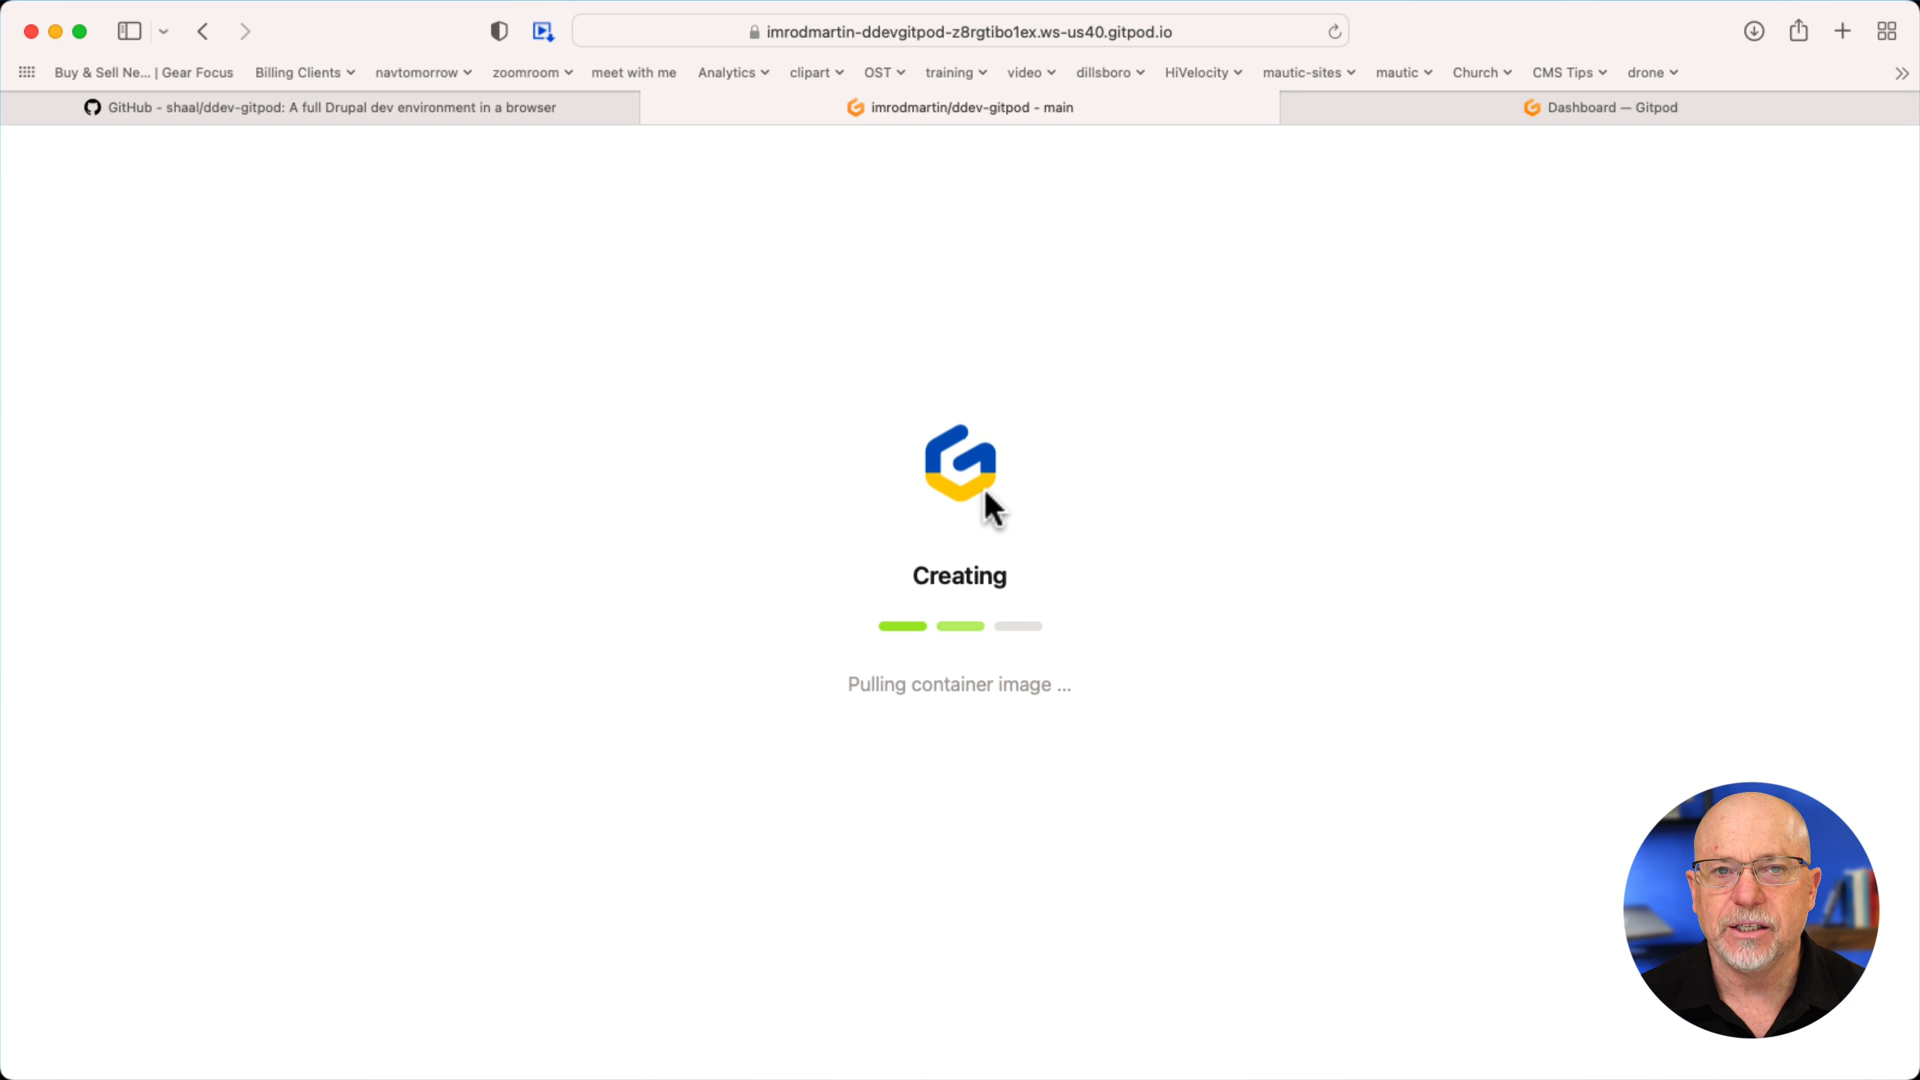 imrodmartin-ddevgitpod-z8rgtibo1ex.ws-us40.gitpod.io
Buy & Sell Ne... | Gear Focus Billing Clients navtomorrow zoomroom meet with me Analytics clipart OST training video dillsboro HiVelocity mautic-sites mautic Church CMS Tips drone
GitHub - shaal/ddev-gitpod: A full Drupal dev environment in a browser imrodmartin/ddev-gitpod - main Dashboard — Gitpod
Creating
Pulling container image ...